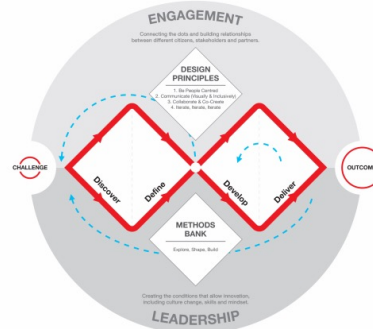 ENGAGEMENT
Connecting the dots and building relationships
between different citizens, stakeholders and partners.
DESIGN
PRINCIPLES
1. Be People Centred
2. Communicate (Visually & Inclusively)
3. Collaborate & Co-Create
4. Iterate, Iterate, Iterate
CHALLENGE
OUTCOM
Discover
Define
Develop
Deliver
METHODS
BANK
Explore, Shape, Build
Creating the conditions that allow innovation,
including culture change, skills and mindset.
LEADERSHIP